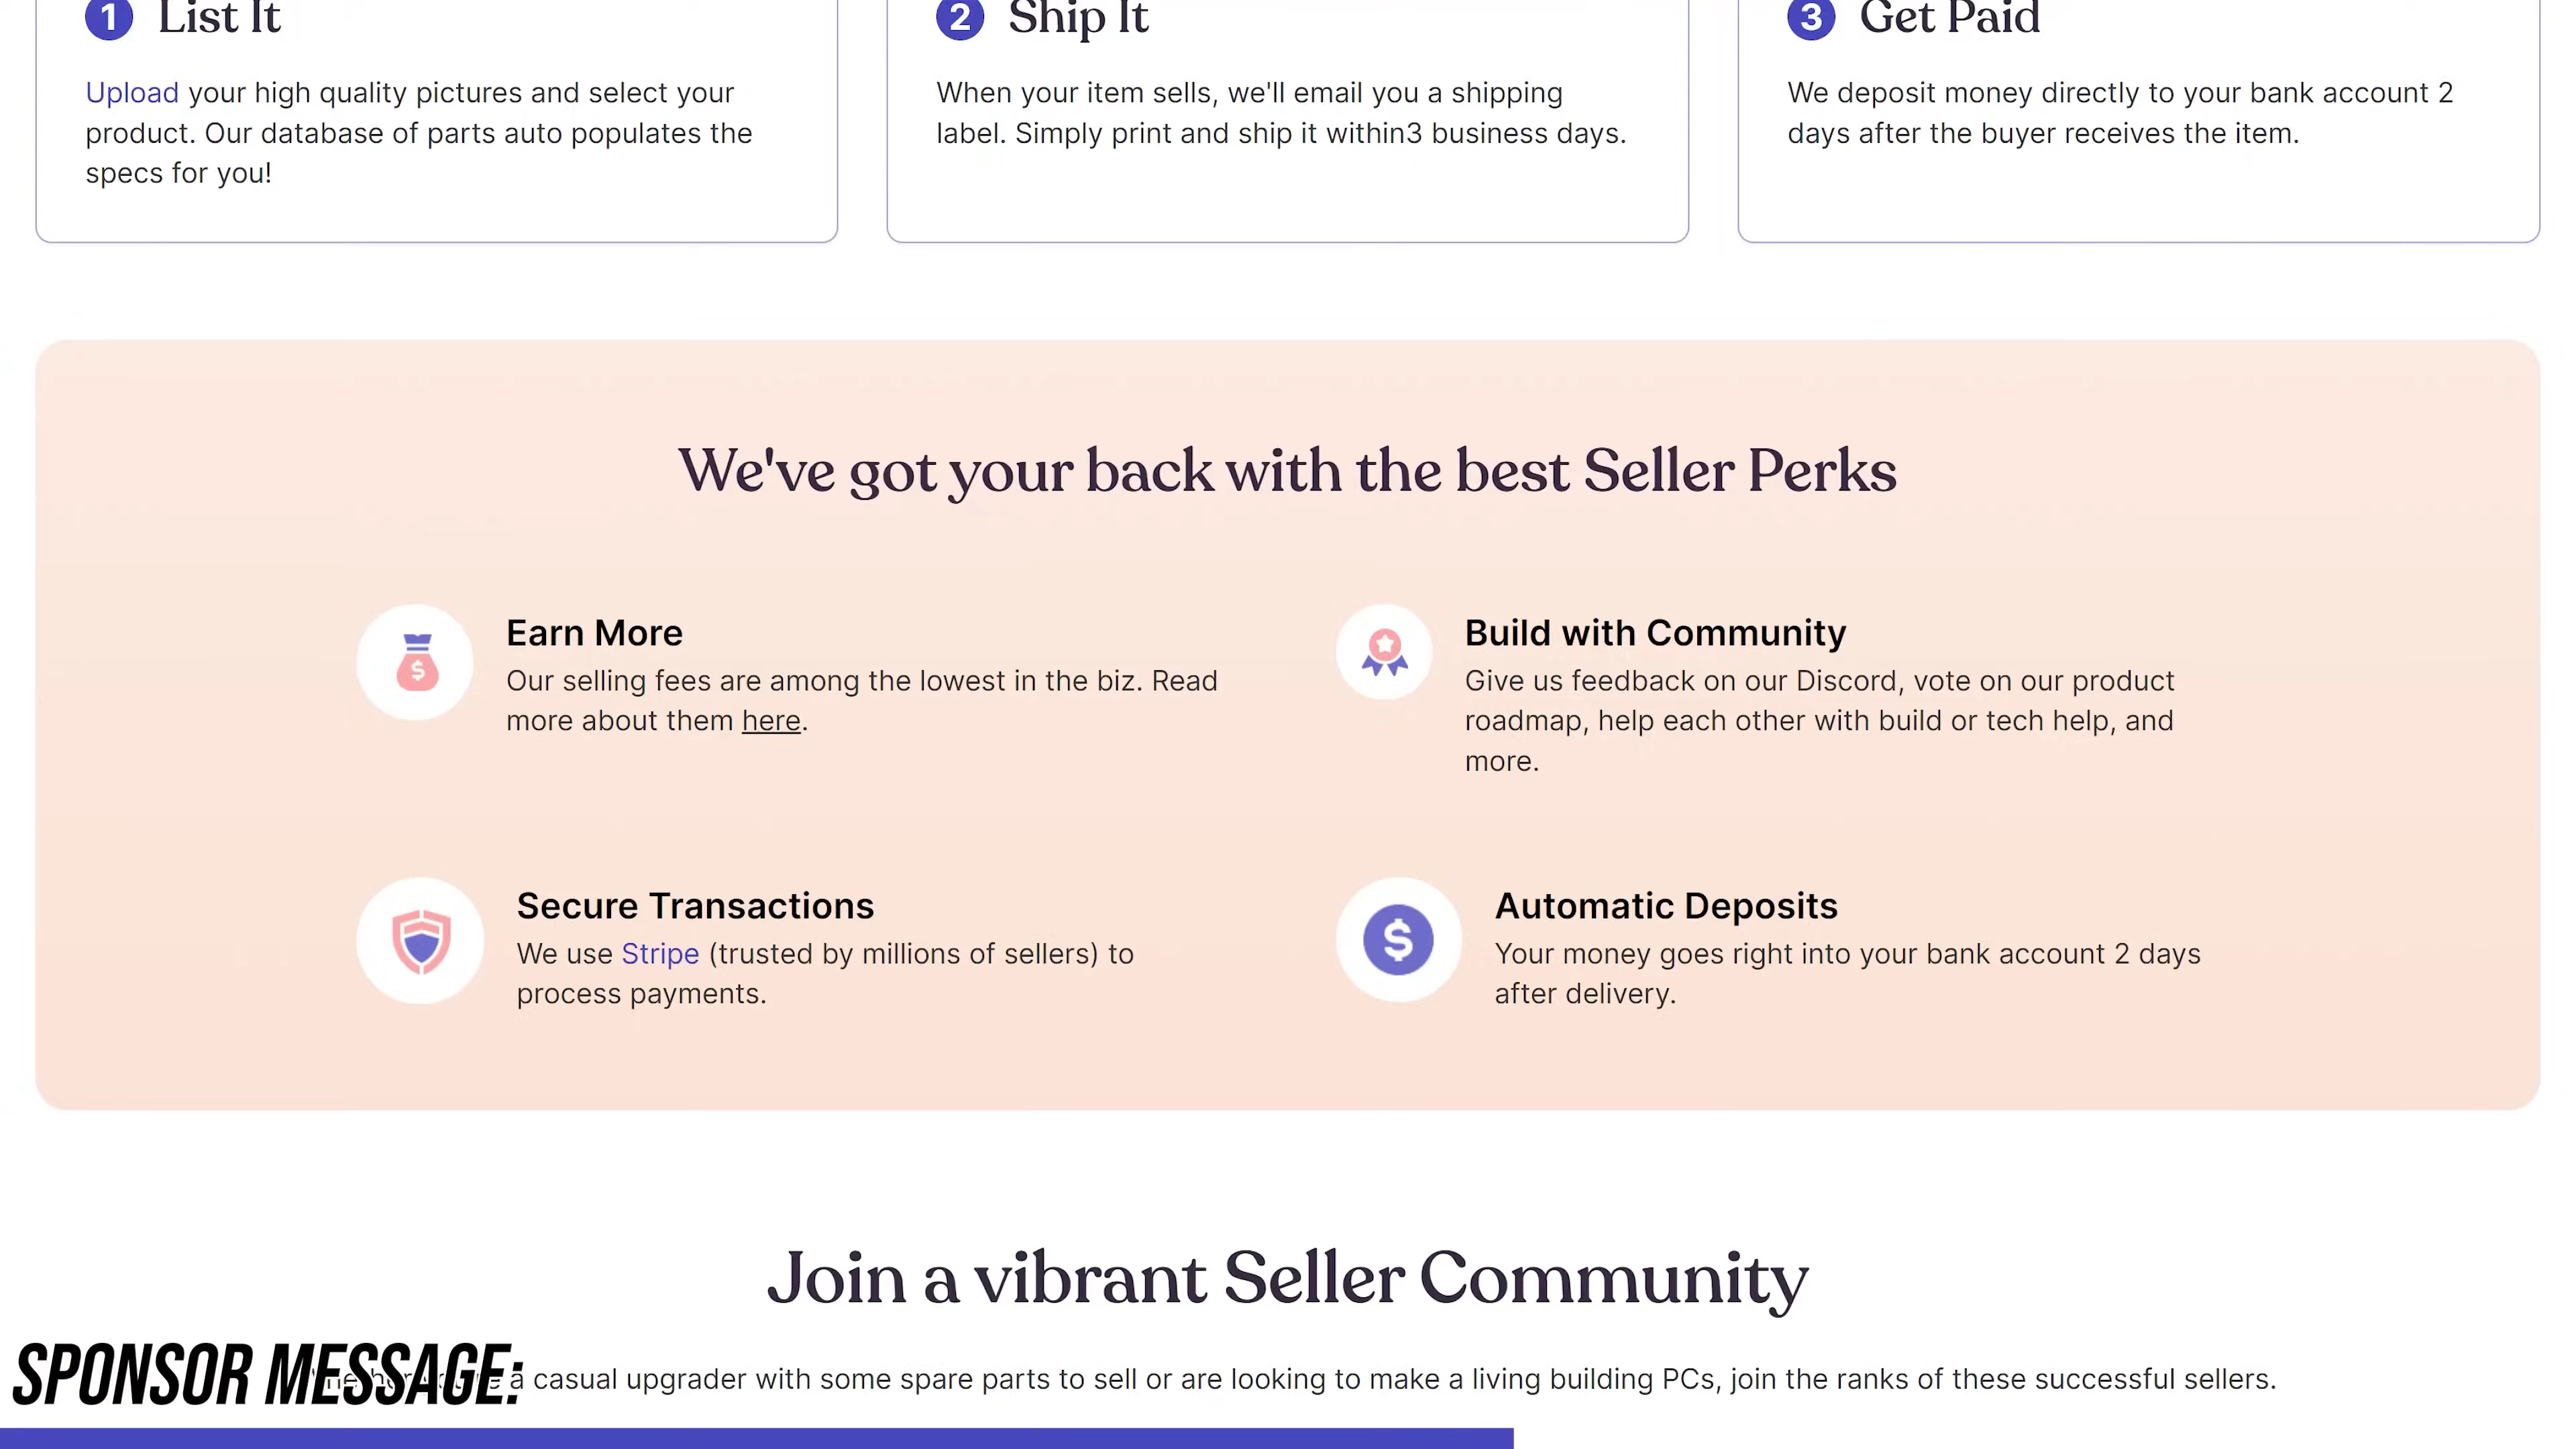 1 List It
Upload your high quality pictures and select your
product. Our database of parts auto populates the
specs for you!
2 Ship It
When your item sells, we'll email you a shipping
label. Simply print and ship it within3 business days.
3 Get Paid
We deposit money directly to your bank account 2
days after the buyer receives the item.
We've got your back with the best Seller Perks
Earn More
Our selling fees are among the lowest in the biz. Read
more about them here.
Build with Community
Give us feedback on our Discord, vote on our product
roadmap, help each other with build or tech help, and
more.
Secure Transactions
We use Stripe (trusted by millions of sellers) to
process payments.
Automatic Deposits
Your money goes right into your bank account 2 days
after delivery.
Join a vibrant Seller Community
a casual upgrader with some spare parts to sell or are looking to make a living building PCs, join the ranks of these successful sellers.
SPONSOR MESSAGE: